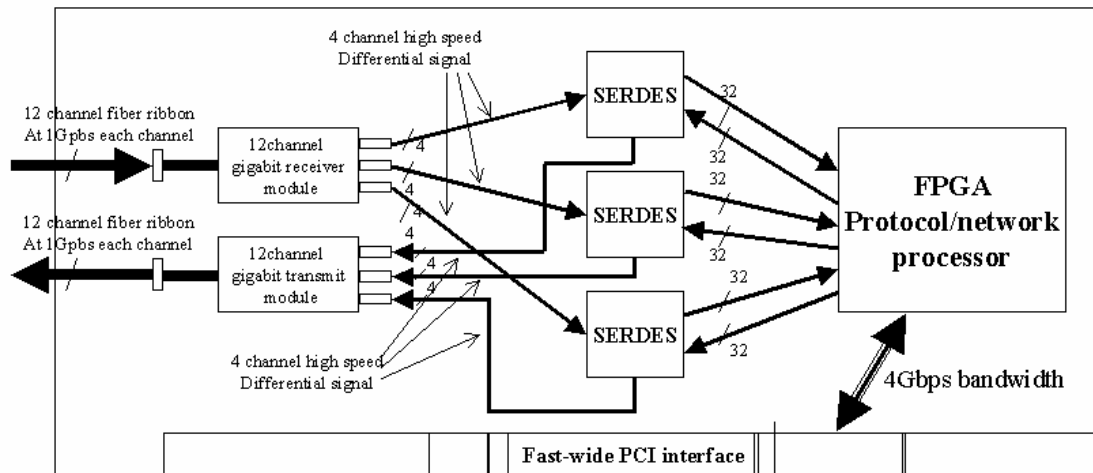 4 channel high speed
Differential signal
12 channel fiber ribbon
At 1Gpbs each channel
12channel
gigabit receiver
module
4
4
4
SERDES
32
32
FPGA
Protocol/network
processor
SERDES
32
32
12 channel fiber ribbon
At 1Gpbs each channel
12channel
gigabit transmit
module
4
4
4
SERDES
32
32
4 channel high speed
Differential signal
4Gbps bandwidth
Fast-wide PCI interface